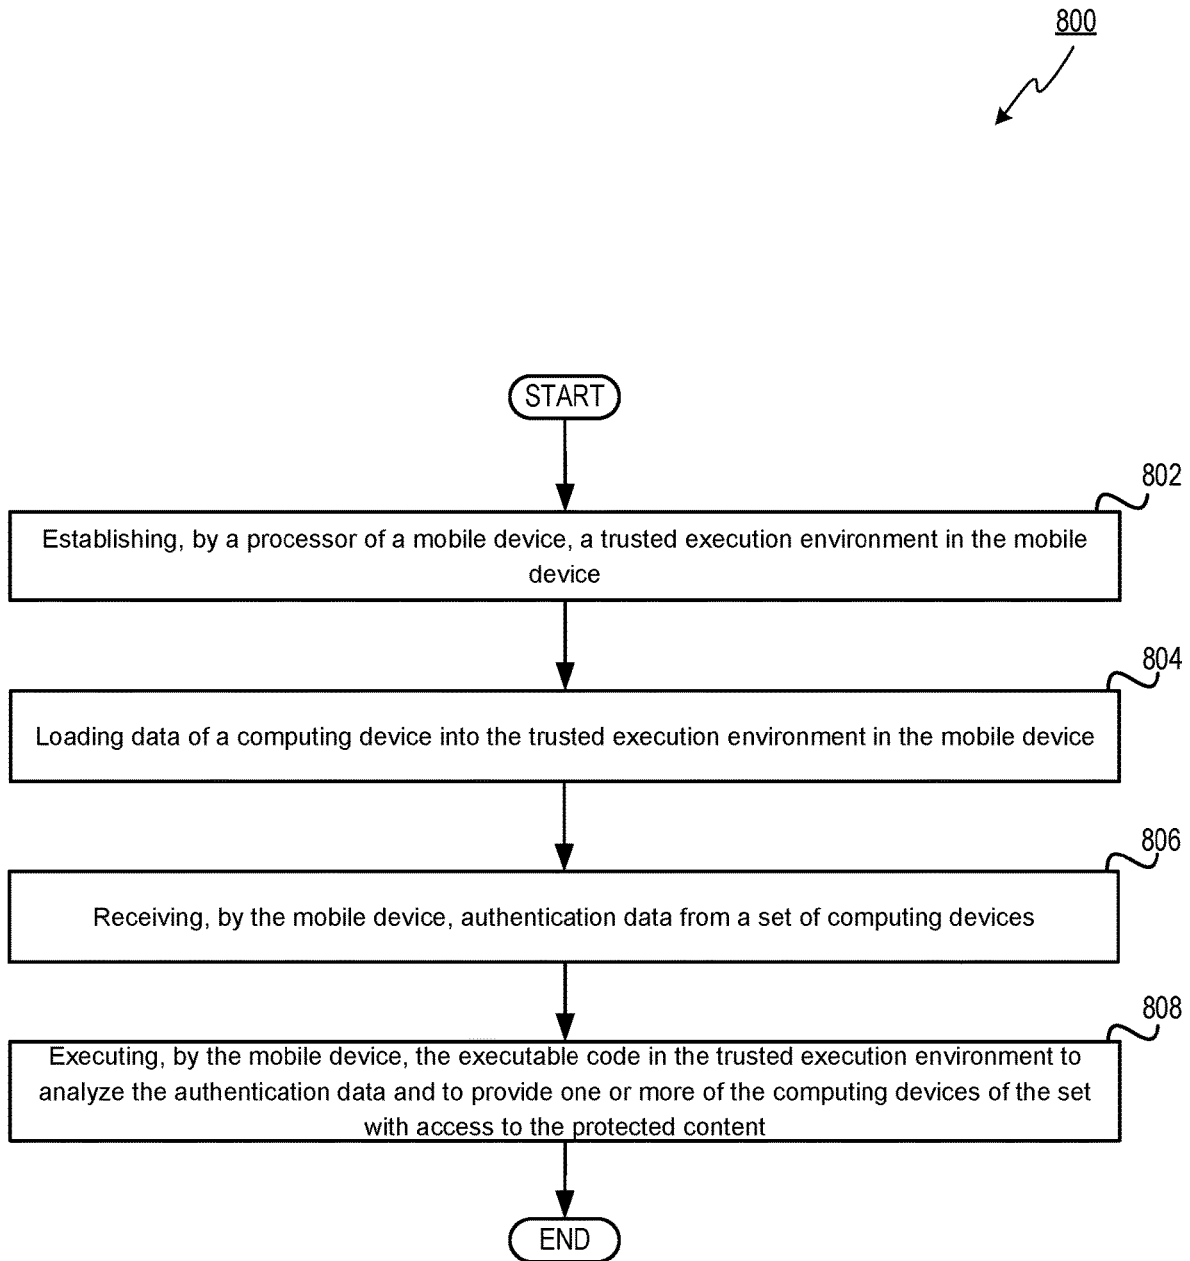 800
START
802
Establishing, by a processor of a mobile device, a trusted execution environment in the mobile
device
804
Loading data of a computing device into the trusted execution environment in the mobile device
806
Receiving, by the mobile device, authentication data from a set of computing devices
808
Executing, by the mobile device, the executable code in the trusted execution environment to
analyze the authentication data and to provide one or more of the computing devices of the set
with access to the protected content
END